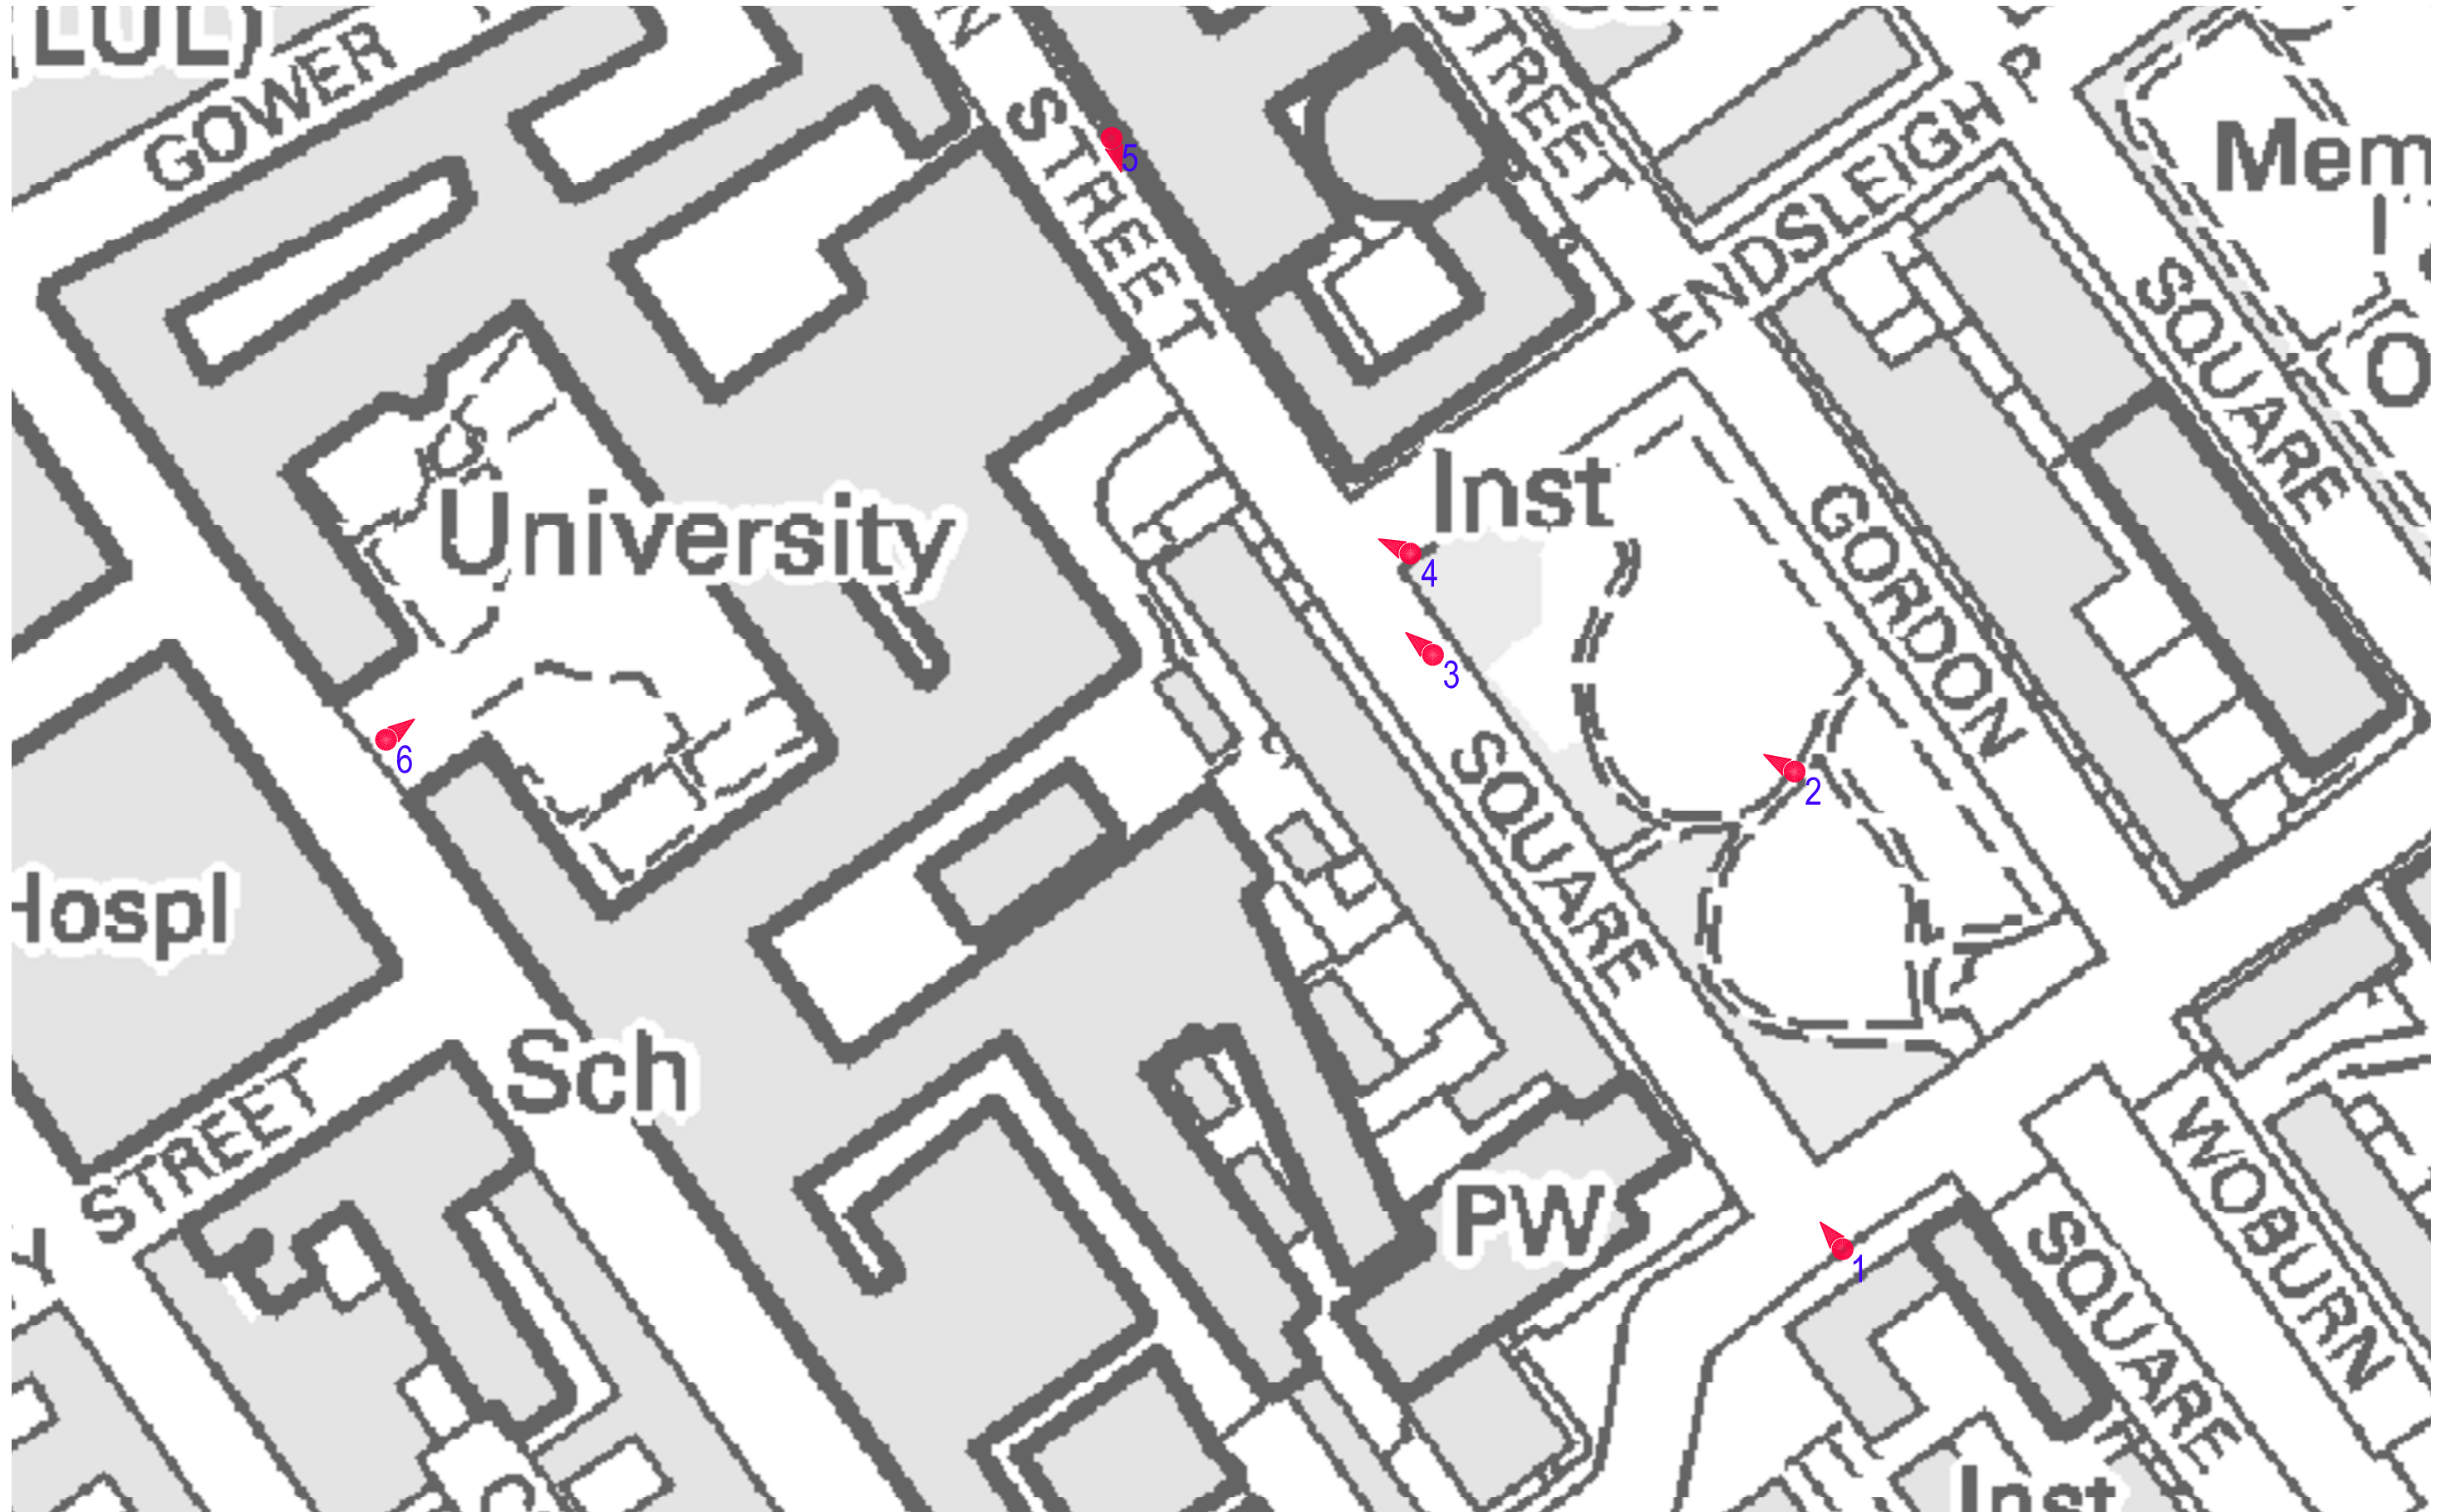 GOWER
STREET
STREET
ENDSLEIGH
P
Mem
SQUARE
5
Inst
University
GORDON
4
3
6
2
SQUARE
Hospl
Sch
STREET
PW
WOBURN
SQUARE
1
Inst